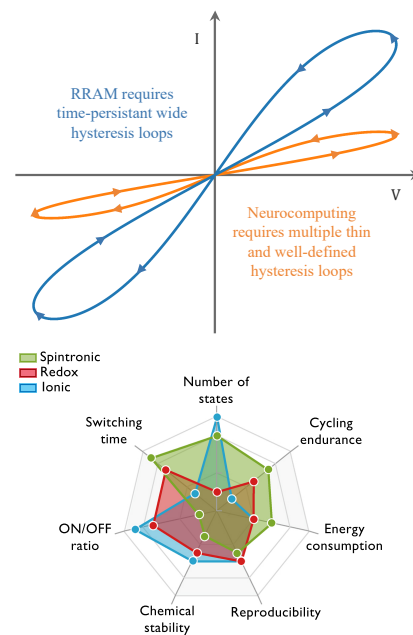 I
RRAM requires
time-persistant wide
hysteresis loops
V
Neurocomputing
requires multiple thin
and well-defined
hysteresis loops
Spintronic
Redox
Ionic
Number of
states
Switching
time
Cycling
endurance
ON/OFF
ratio
Energy
consumption
Chemical
stability
Reproducibility